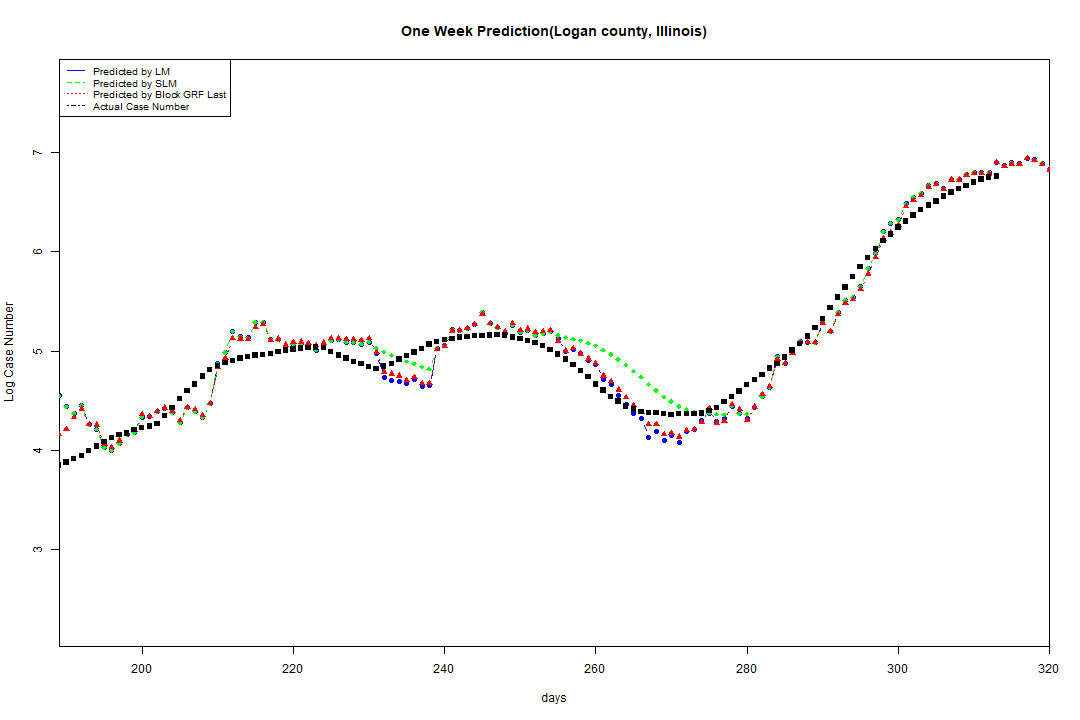 One Week Prediction(Logan county, Illinois)
Predicted by LM
Predicted by SLM
Predicted by Block GRF Last
Actual Case Number
7
6
5
4
3
Log Case Number
200 220 240 260 280 300 320
days